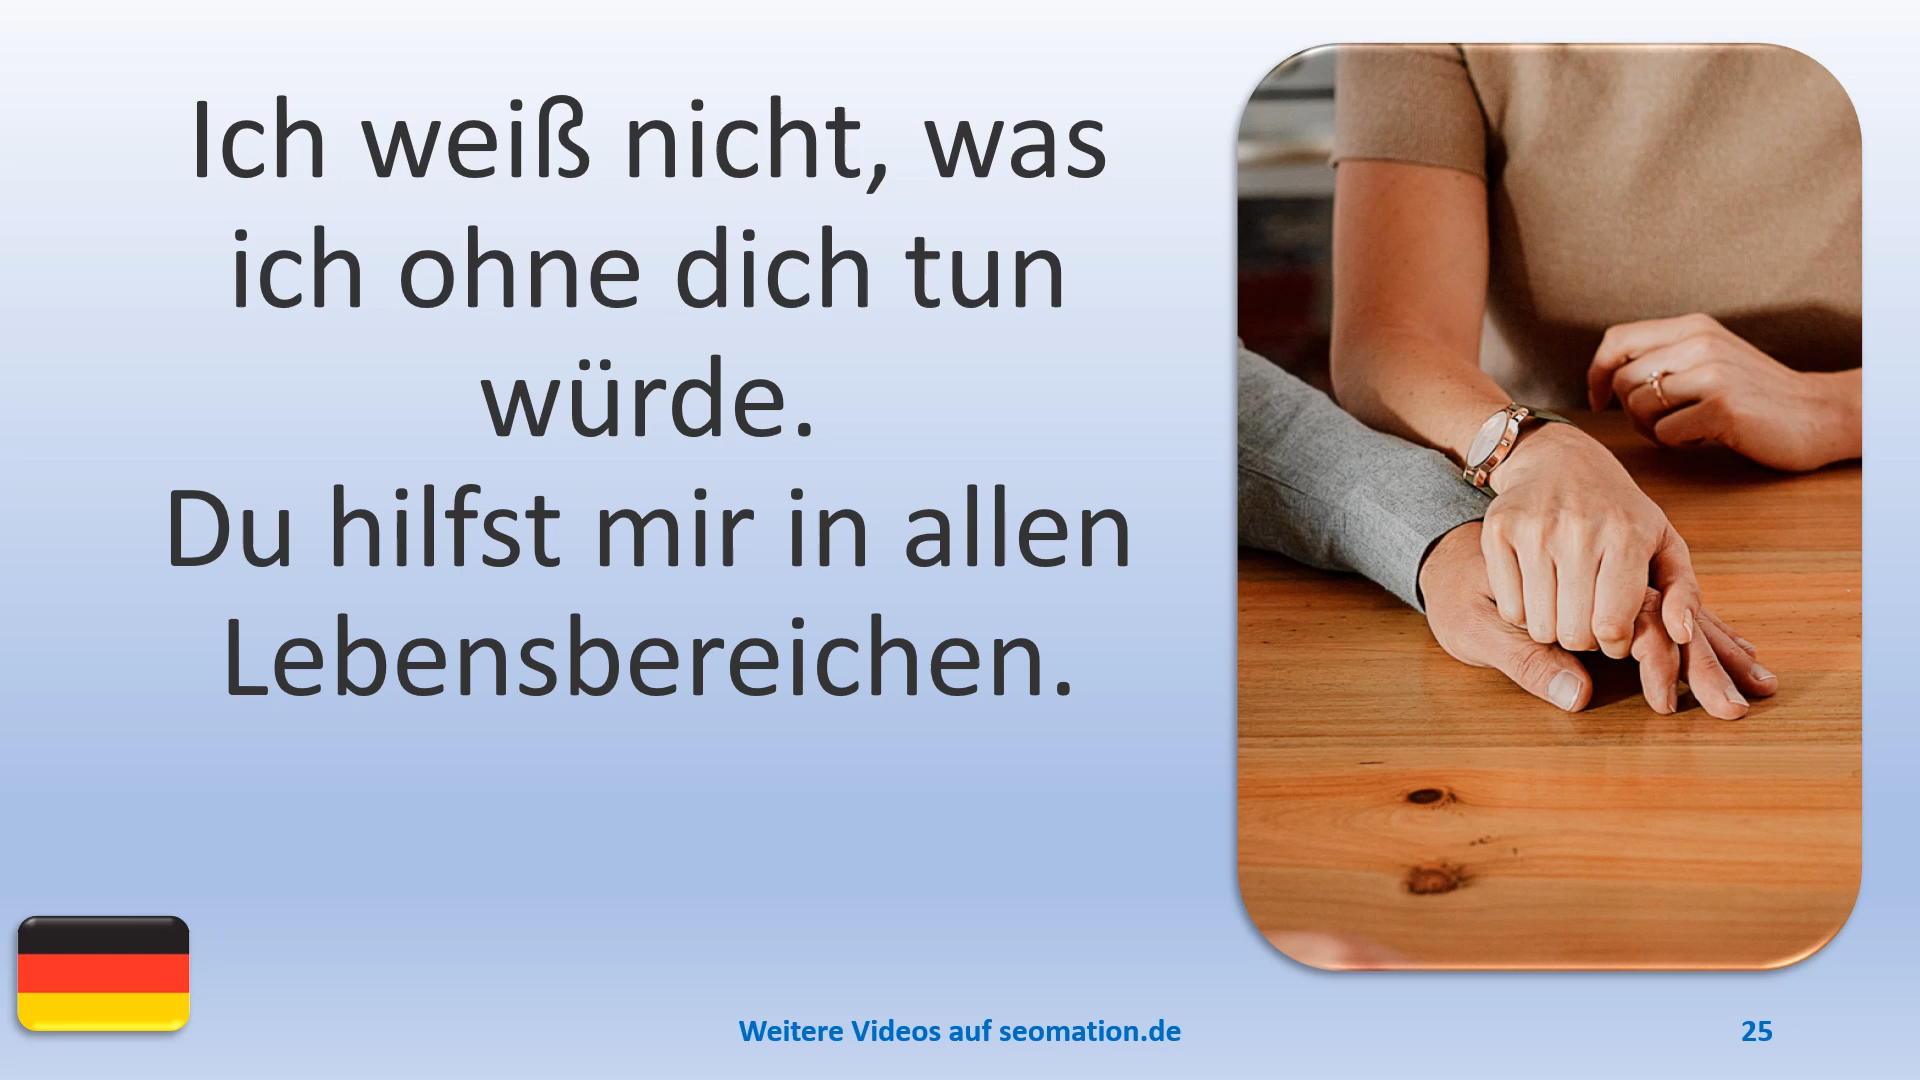 Ich weiß nicht, was
ich ohne dich tun
würde.
Du hilfst mir in allen
Lebensbereichen.
Weitere Videos auf seomation.de
25